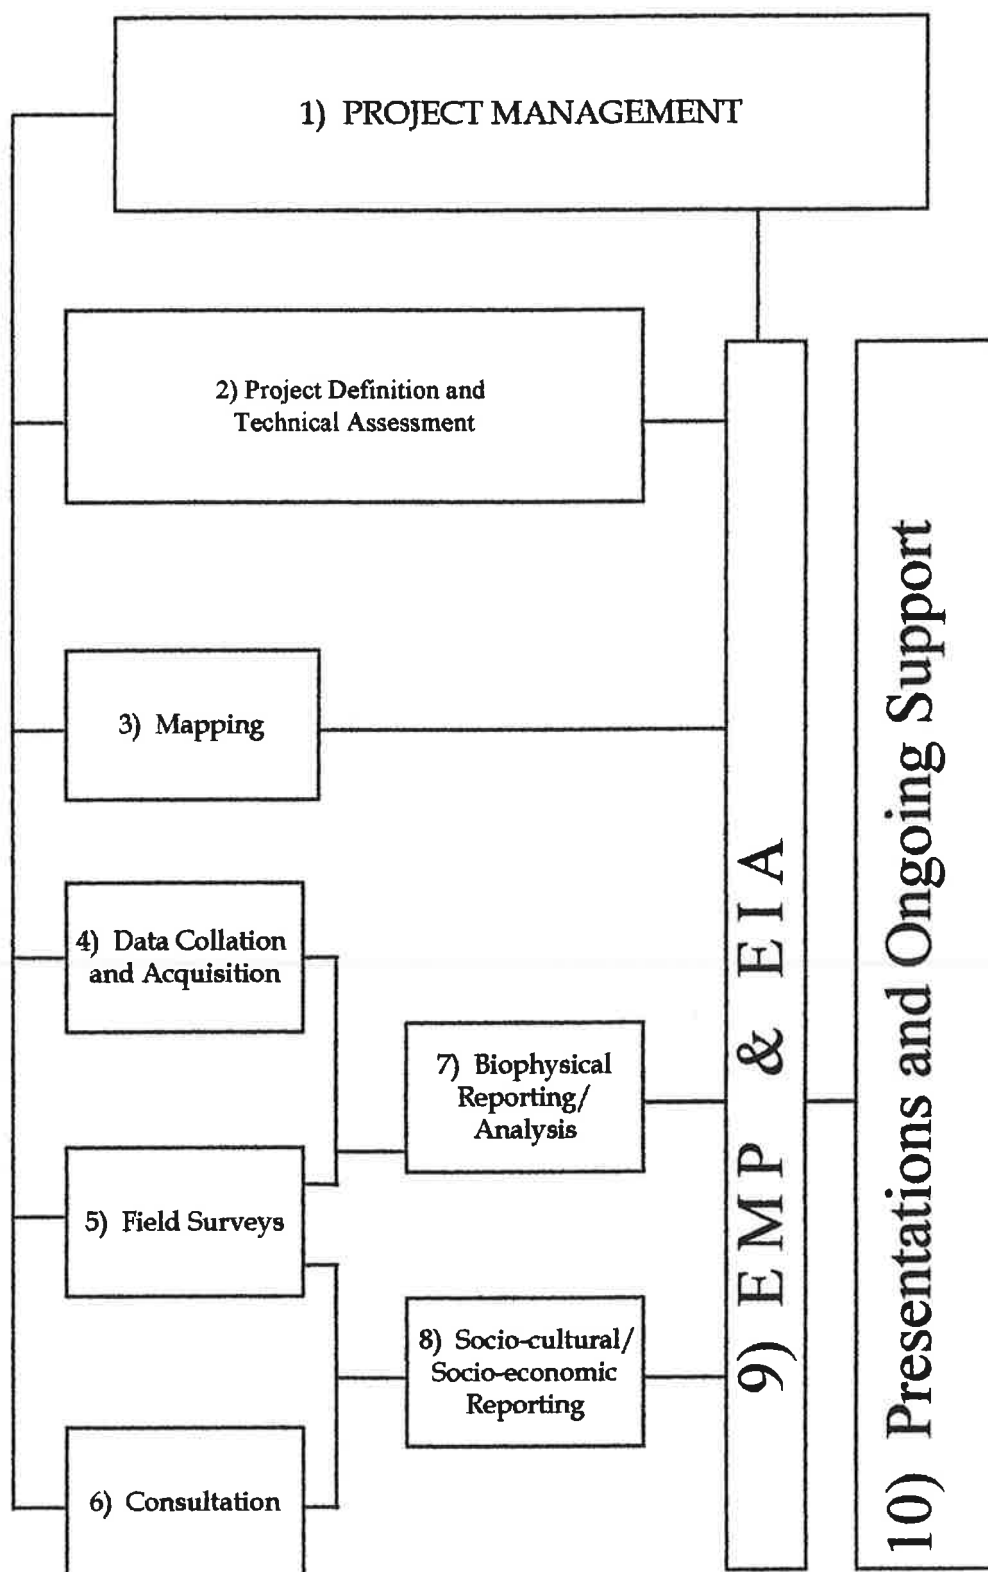 1) PROJECT MANAGEMENT
2) Project Definition and
Technical Assessment
3) Mapping
4) Data Collation
and Acquisition
5) Field Surveys
6) Consultation
7) Biophysical
Reporting/
Analysis
8) Socio-cultural/
Socio-economic
Reporting
9) EMP & EIA
10) Presentations and Ongoing Support